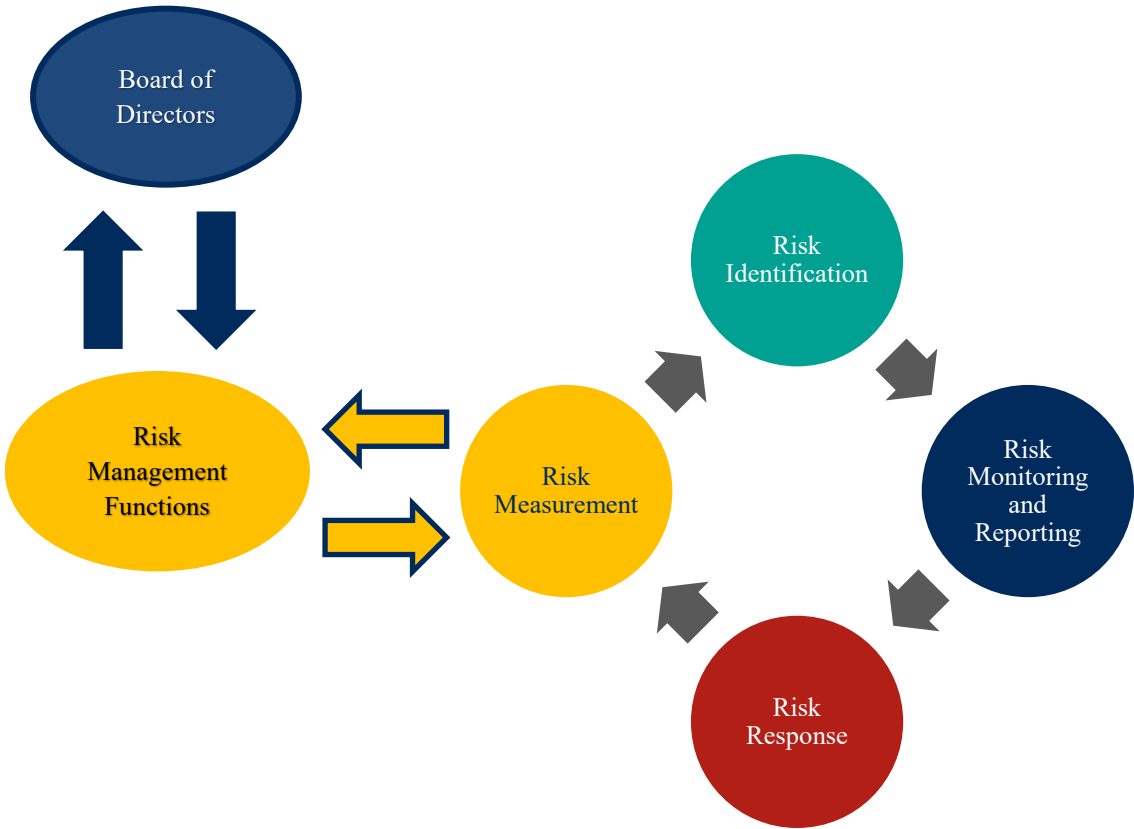 Board of
Directors
Risk
Management
Functions
Risk
Measurement
Risk
Identification
Risk
Monitoring
and
Reporting
Risk
Response